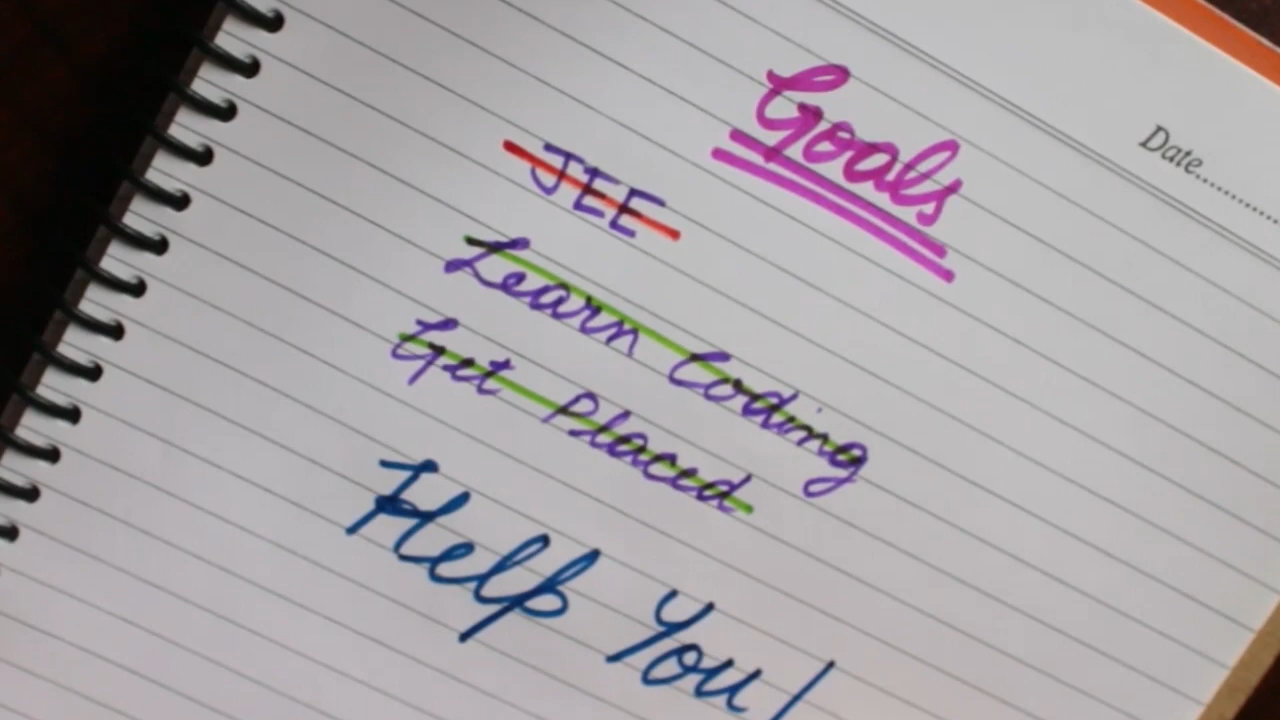 Date..........
Goals
JEE
Learn Coding
Get Placed
Help You!